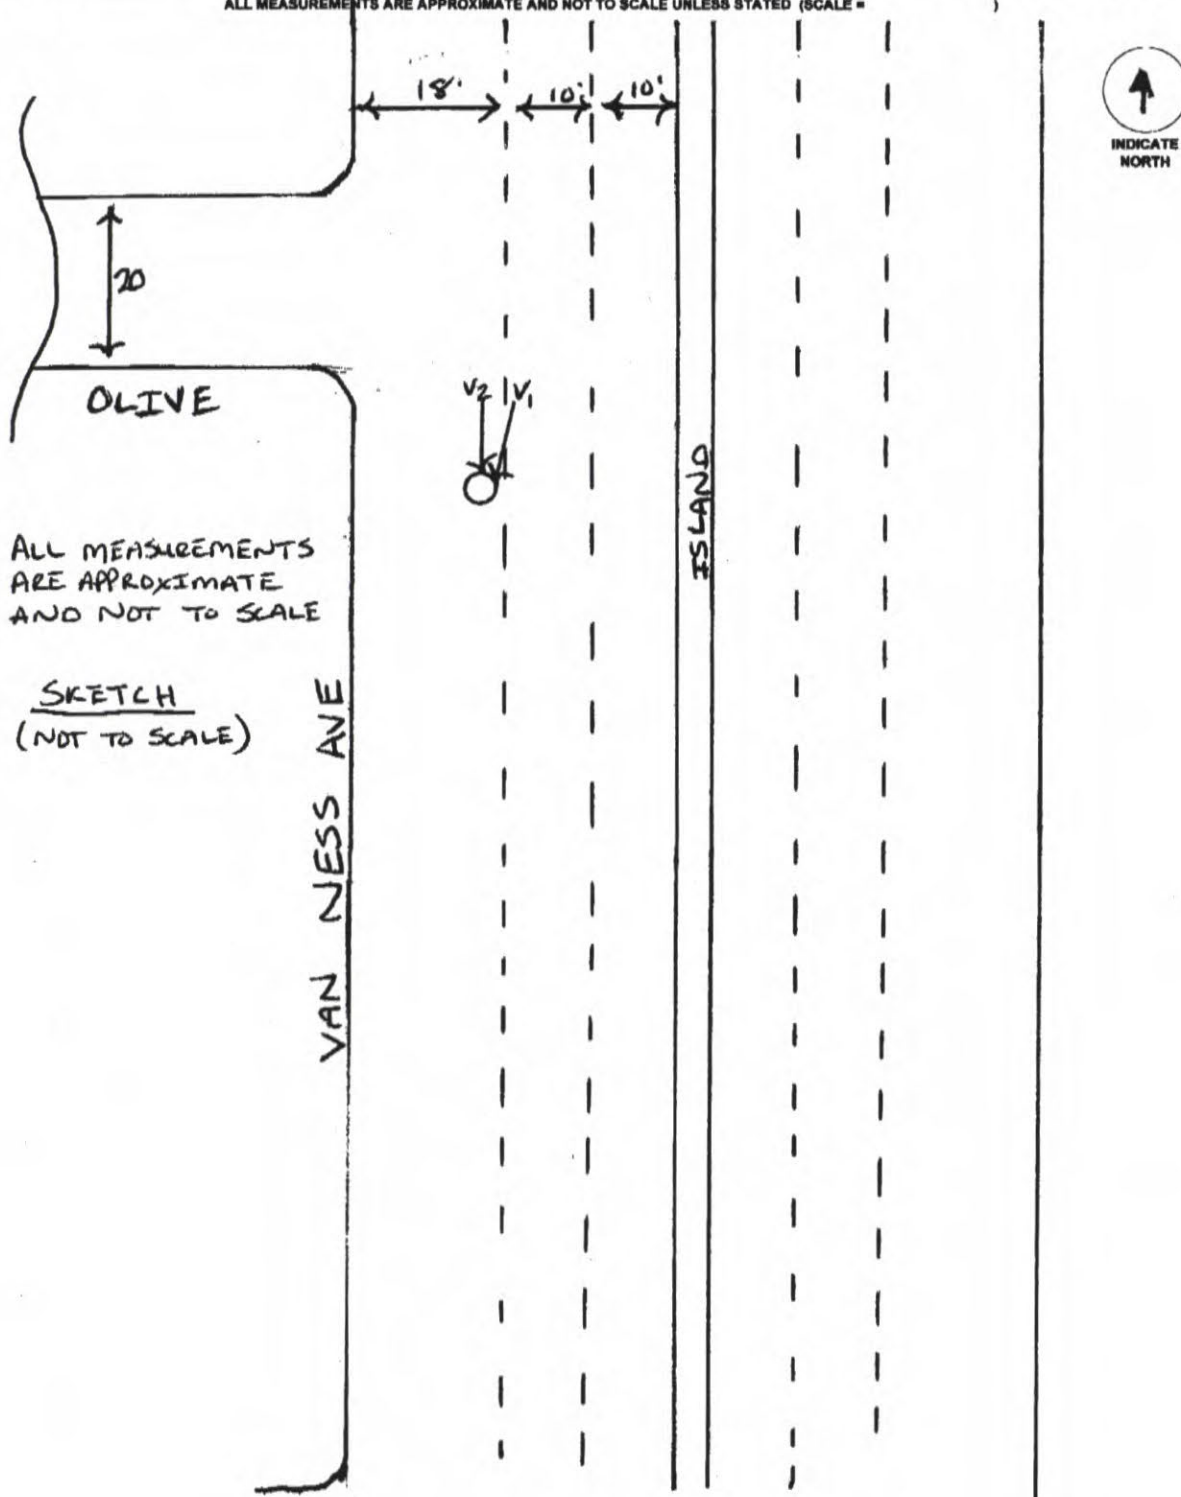 ALL MEASUREMENTS ARE APPROXIMATE AND NOT TO SCALE UNLESS STATED (SCALE = )
18'
10'
10'
INDICATE
NORTH
20
OLIVE
V2
V1
ISLAND
ALL MEASUREMENTS
ARE APPROXIMATE
AND NOT TO SCALE
SKETCH
(NOT TO SCALE)
VAN NESS AVE